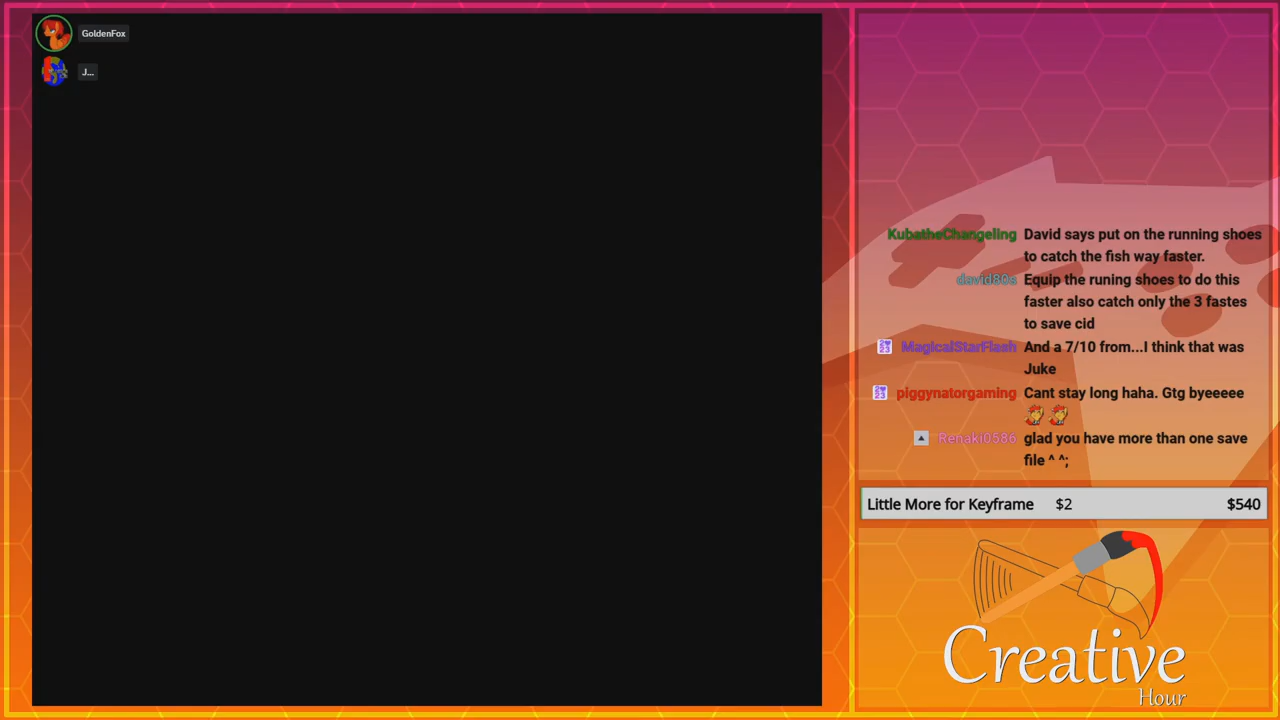 GoldenFox
J...
KubatheChangeling David says put on the running shoes
to catch the fish way faster.
david80s Equip the runing shoes to do this
faster also catch only the 3 fastes
to save cid
MagicalStarFlash And a 7/10 from...I think that was
Juke
piggynatorgaming Cant stay long haha. Gtg byeeeee
Renaki0586 glad you have more than one save
file ^ ^;
Little More for Keyframe $2 $540
Creative
Hour